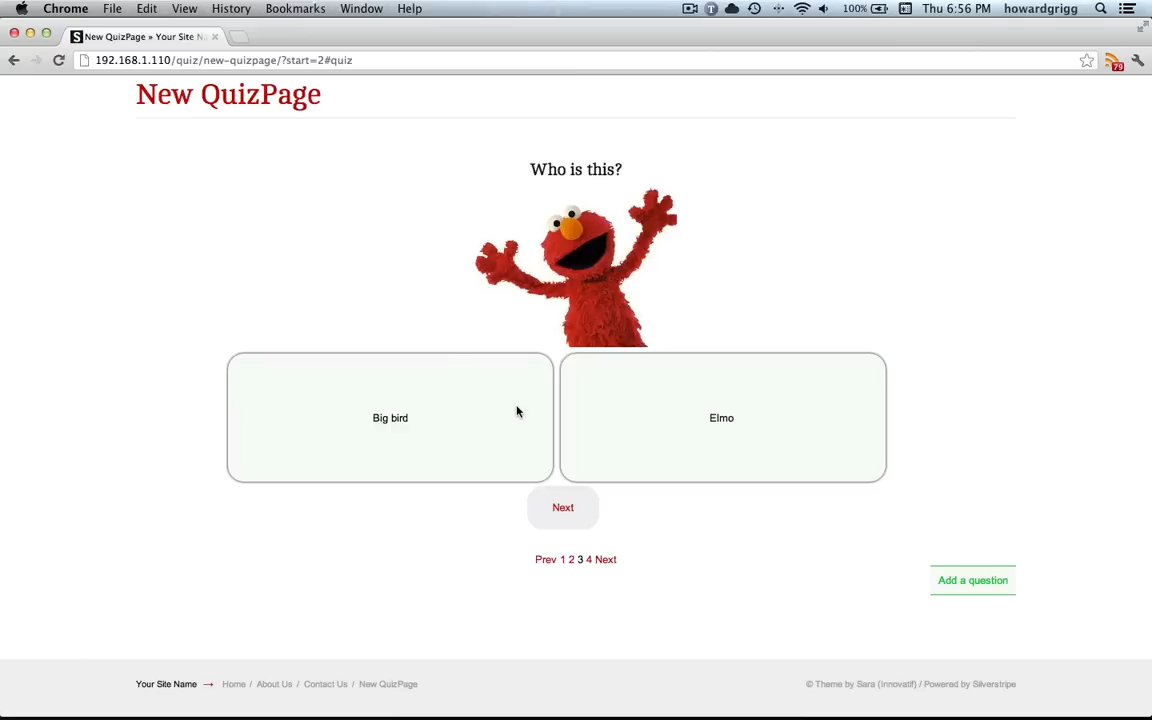 Chrome File Edit View History Bookmarks Window Help 100% Thu 6:56 PM howardgrigg
New QuizPage » Your Site N
192.168.1.110/quiz/new-quizpage/?start=2#quiz 79
New QuizPage
Who is this?
Big bird Elmo
Next
Prev 1 2 3 4 Next
Add a question
Your Site Name → Home / About Us / Contact Us / New QuizPage © Theme by Sara (Innovatif) / Powered by Silverstripe